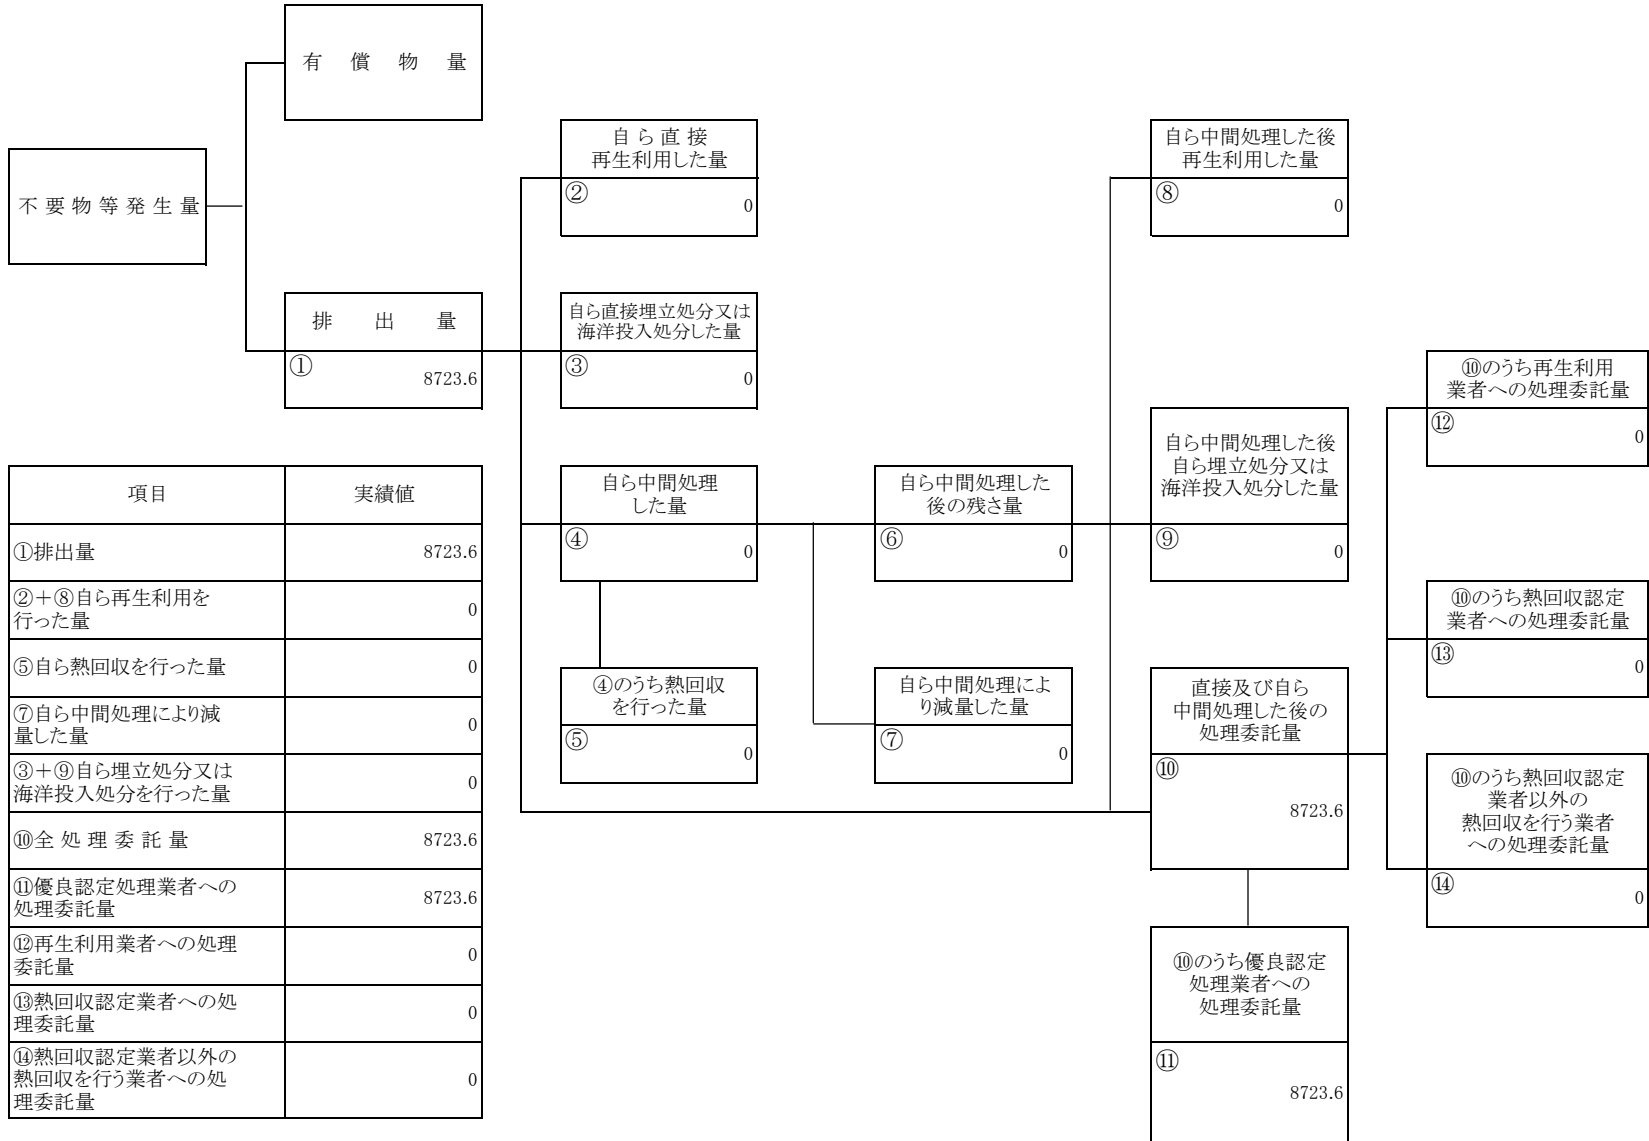 有 償 物 量
不要物等発生量
排 出 量
①
8723.6
自ら直接
再生利用した量
②
0
自ら直接埋立処分又は
海洋投入処分した量
③
0
自ら中間処理
した量
④
0
④のうち熱回収
を行った量
⑤
0
自ら中間処理した
後の残さ量
⑥
0
自ら中間処理によ
り減量した量
⑦
0
自ら中間処理した後
再生利用した量
⑧
0
自ら中間処理した後
自ら埋立処分又は
海洋投入処分した量
⑨
0
直接及び自ら
中間処理した後の
処理委託量
⑩
8723.6
⑩のうち優良認定
処理業者への
処理委託量
⑪
8723.6
⑩のうち再生利用
業者への処理委託量
⑫
0
⑩のうち熱回収認定
業者への処理委託量
⑬
0
⑩のうち熱回収認定
業者以外の
熱回収を行う業者
への処理委託量
⑭
0
項目 実績値
①排出量 8723.6
②+⑧自ら再生利用を
行った量 0
⑤自ら熱回収を行った量 0
⑦自ら中間処理により減
量した量 0
③+⑨自ら埋立処分又は
海洋投入処分を行った量 0
⑩全 処 理 委 託 量 8723.6
⑪優良認定処理業者への
処理委託量 8723.6
⑫再生利用業者への処理
委託量 0
⑬熱回収認定業者への処
理委託量 0
⑭熱回収認定業者以外の
熱回収を行う業者への処
理委託量 0